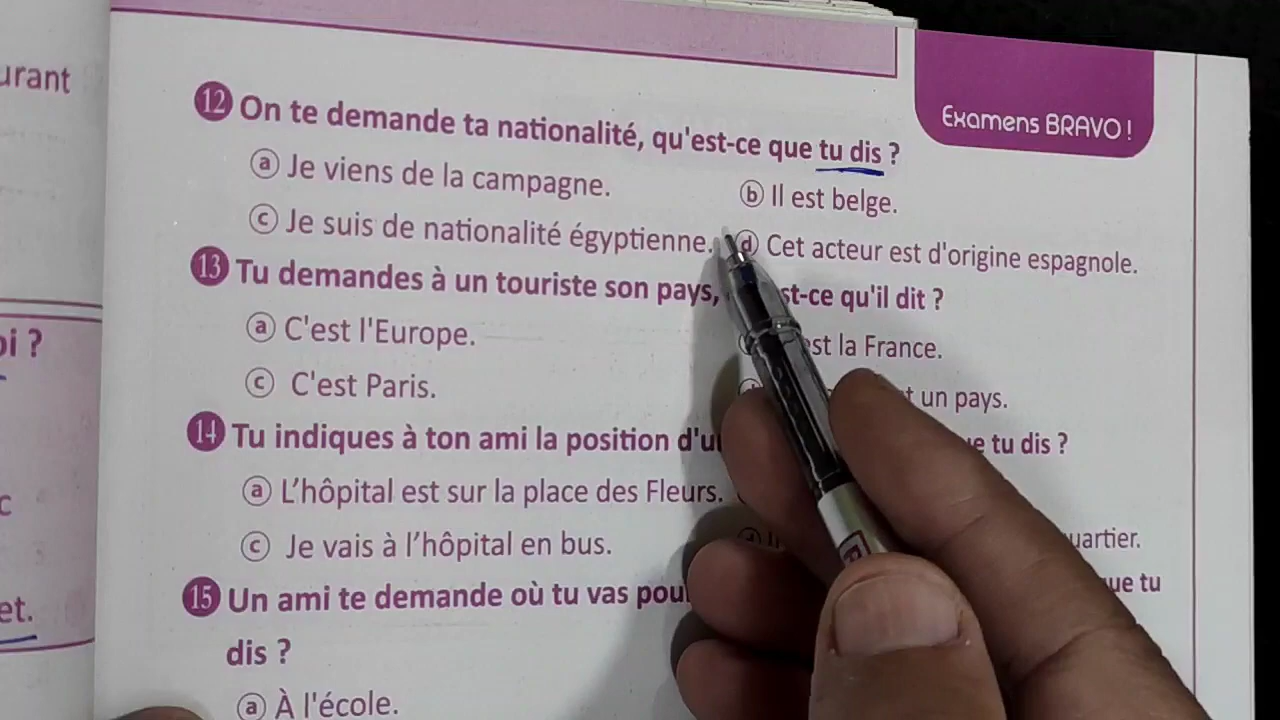 urant
Examens BRAVO !
12 On te demande ta nationalité, qu'est-ce que tu dis ?
a Je viens de la campagne.
b Il est belge.
c Je suis de nationalité égyptienne.
d Cet acteur est d'origine espagnole.
13 Tu demandes à un touriste son pays, st-ce qu'il dit ?
a C'est l'Europe.
est la France.
c C'est Paris.
t un pays.
oi ?
14 Tu indiques à ton ami la position d'u e tu dis ?
a L'hôpital est sur la place des Fleurs.
c Je vais à l'hôpital en bus.
uartier.
c
15 Un ami te demande où tu vas pou ue tu
dis ?
et.
a À l'école.